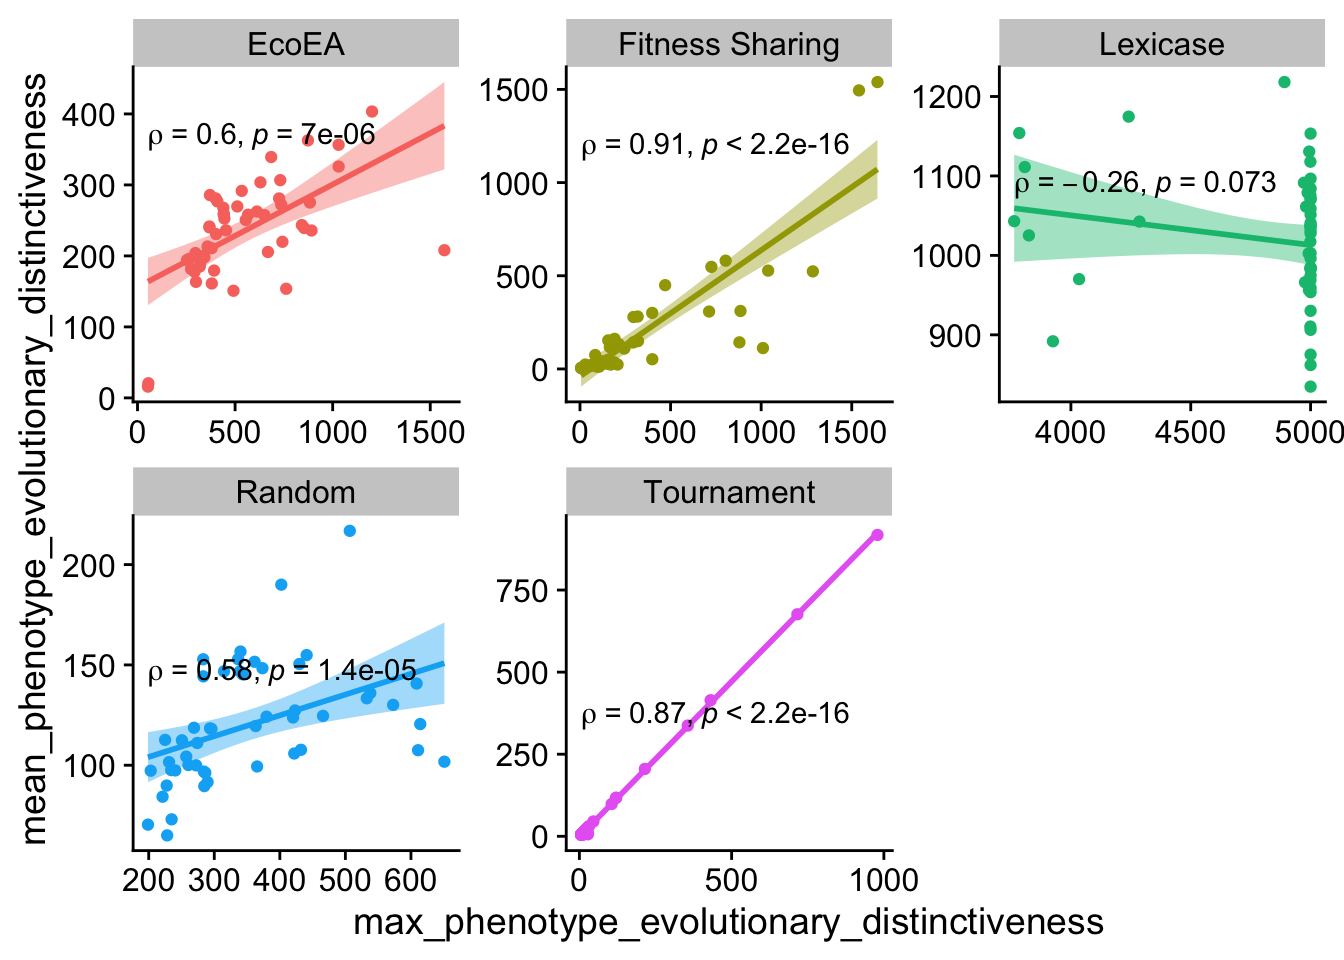 EcoEA
Fitness Sharing
Lexicase
mean_phenotype_evolutionary_distinctiveness
400
300
200
100
0
ρ = 0.6, p = 7e-06
0 500 1000 1500
1500
1000
500
0
ρ = 0.91, p < 2.2e-16
0 500 1000 1500
1200
1100
1000
900
ρ = −0.26, p = 0.073
4000 4500 5000
Random
Tournament
200
150
100
ρ = 0.58, p = 1.4e-05
200 300 400 500 600
750
500
250
0
ρ = 0.87, p < 2.2e-16
0 500 1000
max_phenotype_evolutionary_distinctiveness